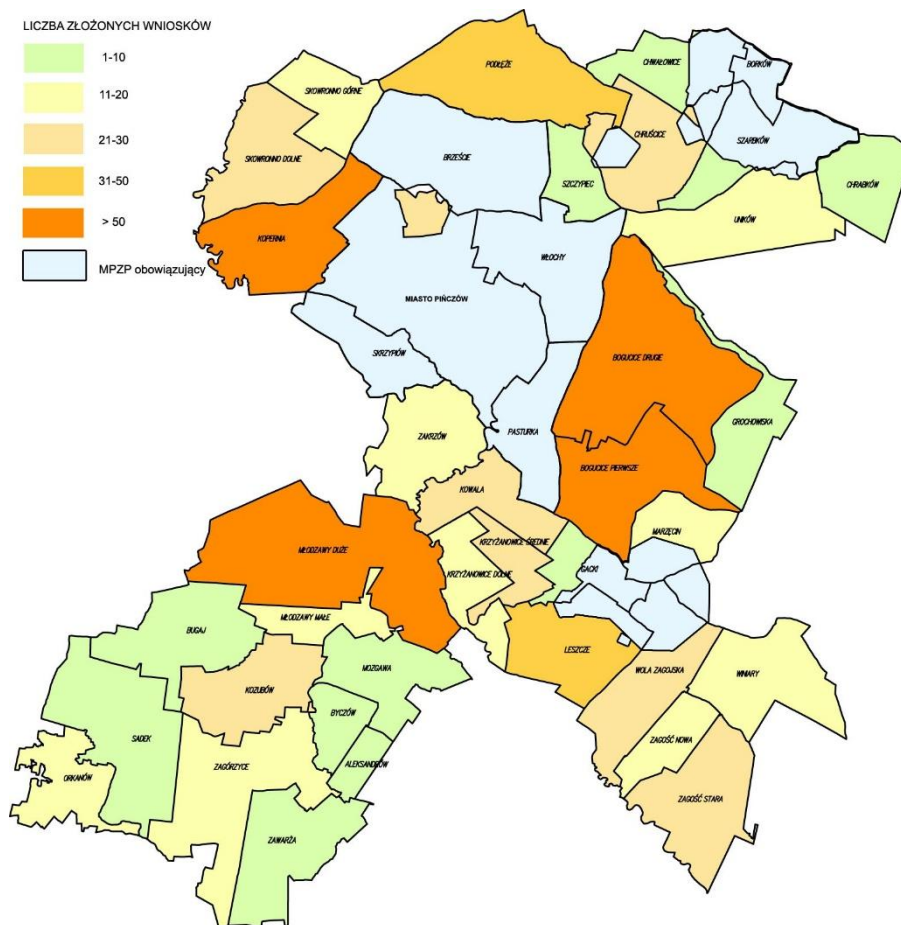 LICZBA ZŁOŻONYCH WNIOSKÓW
1-10
11-20
21-30
31-50
> 50
MPZP obowiązujący
PODŁĘŻE
CHWAŁOWICE
BORKÓW
SKOWRONNO GÓRNE
CHRUŚCICE
SZARBKÓW
SKOWRONNO DOLNE
BRZEŚCIE
SZCZYPIEC
CHRABKÓW
UNIKÓW
KOPERNIA
WŁOCHY
MIASTO PIŃCZÓW
SKRZYPIÓW
BOGUCICE DRUGIE
GROCHOWISKA
ZAKRZÓW
PASTURKA
BOGUCICE PIERWSZE
KOWALA
MARZĘCIN
KRZYŻANOWICE ŚREDNIE
MŁODZAWY DUŻE
GACKI
KRZYŻANOWICE DOLNE
MŁODZAWY MAŁE
BUGAJ
LESZCZE
MOZGAWA
WOLA ZAGOJSKA
WINIARY
KOZUBÓW
BYCZÓW
SADEK
ZAGOŚĆ NOWA
ZAGÓRZYCE
ALEKSANDRÓW
ORKANÓW
ZAGOŚĆ STARA
ZAWARŻA